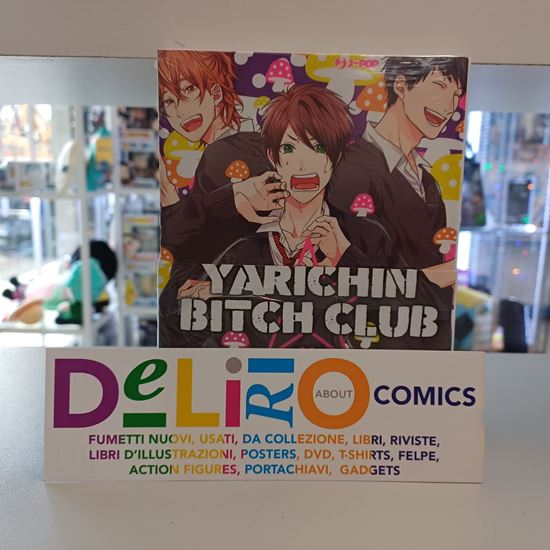 J-POP
YARICHIN
BITCH CLUB
DeLiRiO ABOUT COMICS
FUMETTI NUOVI, USATI, DA COLLEZIONE, LIBRI, RIVISTE,
LIBRI D'ILLUSTRAZIONI, POSTERS, DVD, T-SHIRTS, FELPE,
ACTION FIGURES, PORTACHIAVI, GADGETS